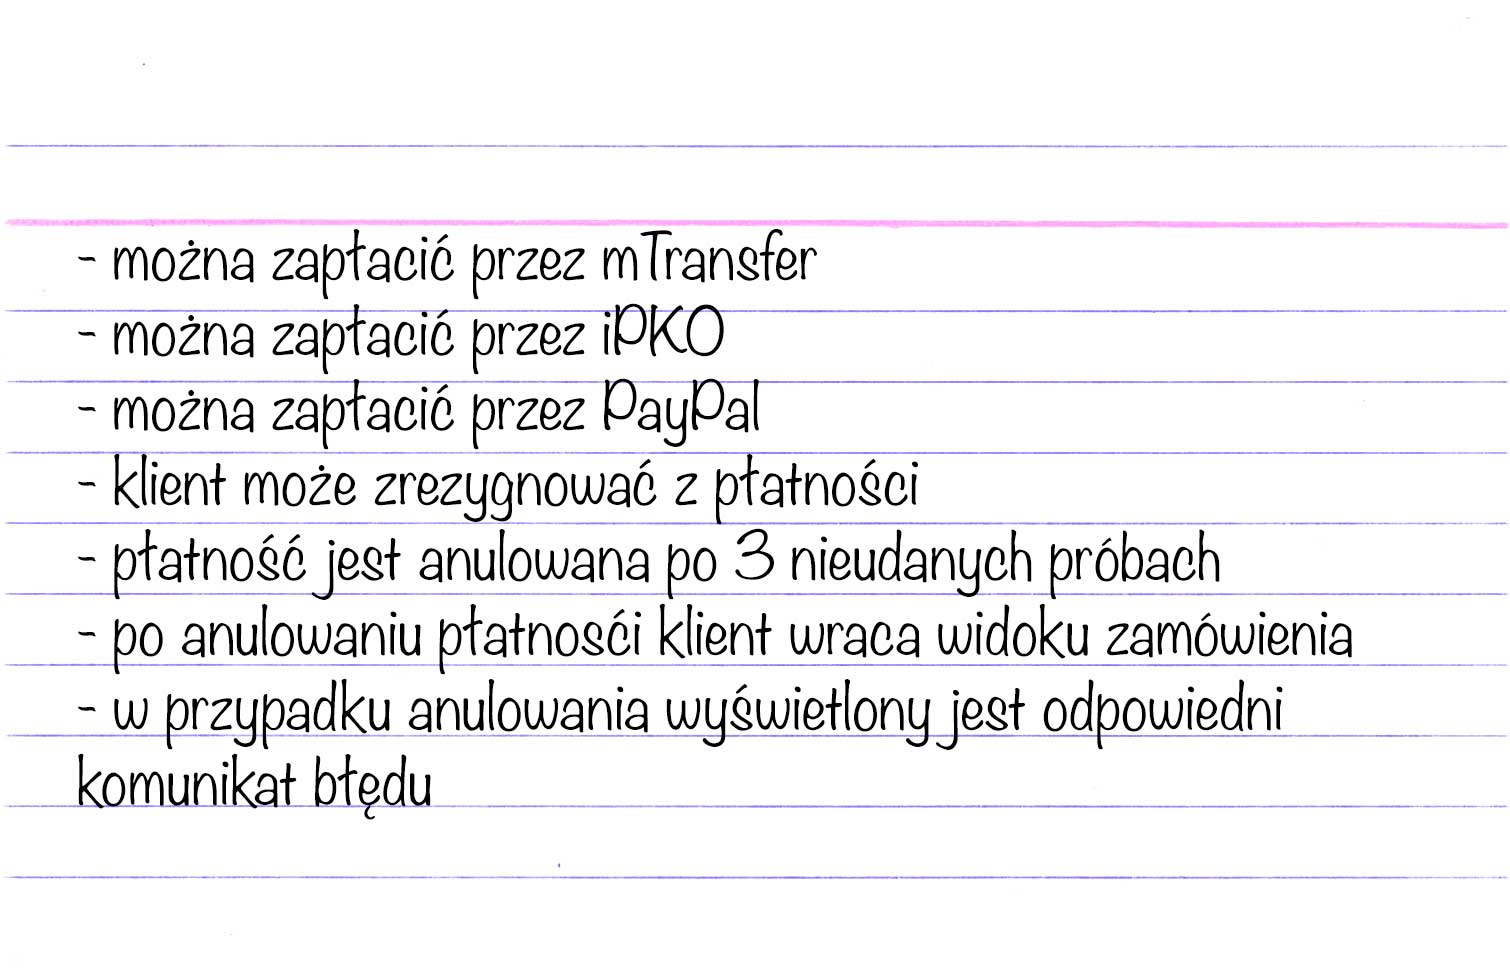 - można zapłacić przez mTransfer
- można zapłacić przez iPKO
- można zapłacić przez PayPal
- klient może zrezygnować z płatności
- płatność jest anulowana po 3 nieudanych próbach
- po anulowaniu płatnosći klient wraca widoku zamówienia
- w przypadku anulowania wyświetlony jest odpowiedni
komunikat błędu